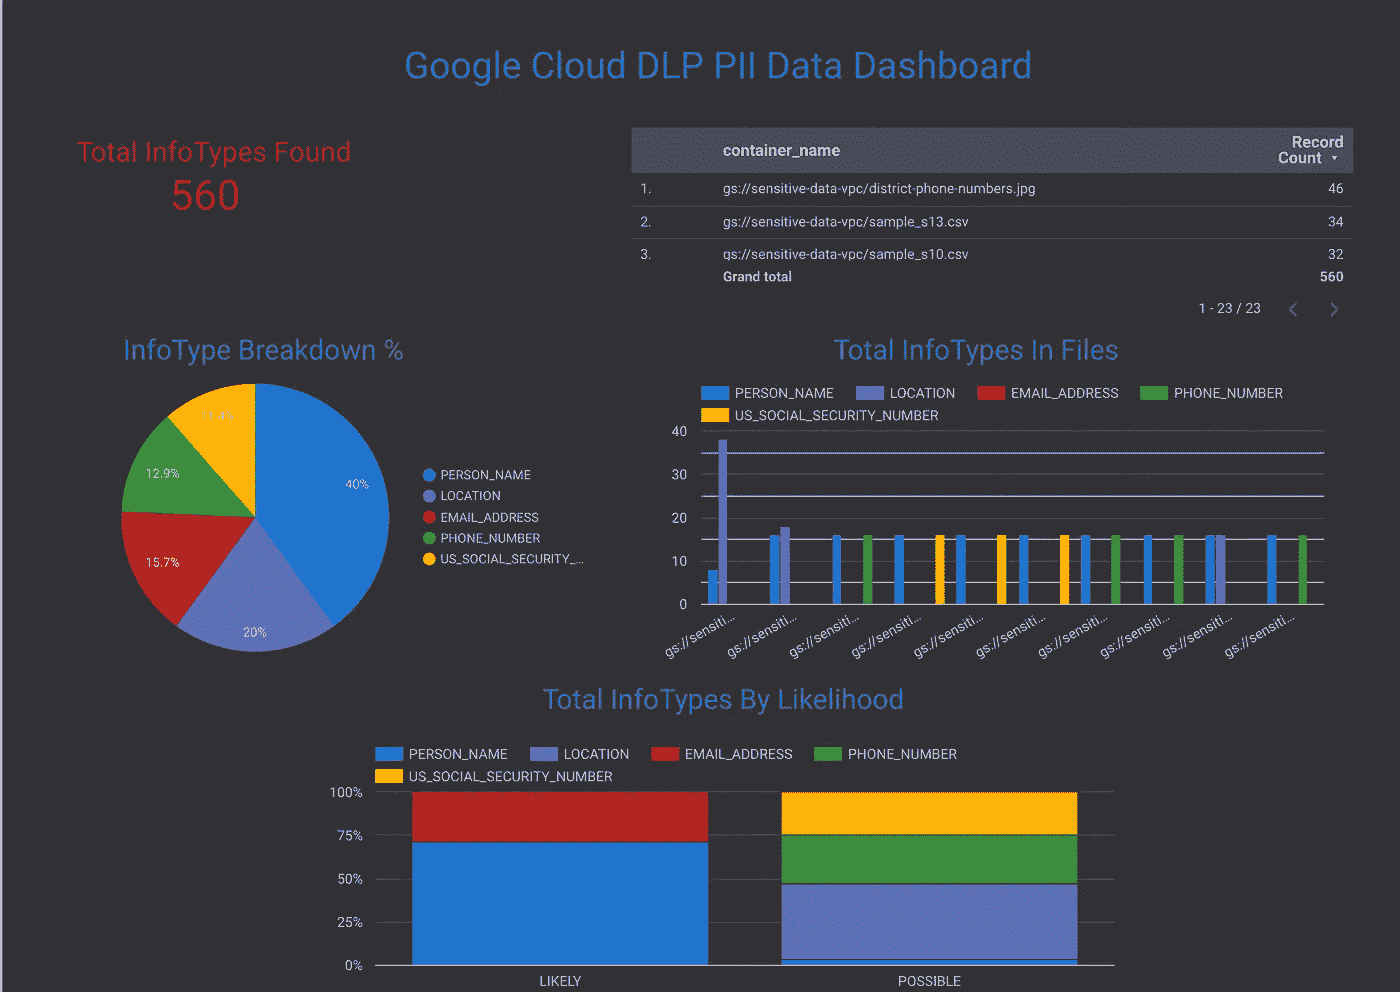 Google Cloud DLP PII Data Dashboard
Total InfoTypes Found
560
container_name
Record
Count
1. gs://sensitive-data-vpc/district-phone-numbers.jpg 46
2. gs://sensitive-data-vpc/sample_s13.csv 34
3. gs://sensitive-data-vpc/sample_s10.csv 32
Grand total 560
1 - 23 / 23
InfoType Breakdown %
11.4%
12.9%
40%
15.7%
20%
PERSON_NAME
LOCATION
EMAIL_ADDRESS
PHONE_NUMBER
US_SOCIAL_SECURITY_...
Total InfoTypes In Files
PERSON_NAME LOCATION EMAIL_ADDRESS PHONE_NUMBER
US_SOCIAL_SECURITY_NUMBER
40
30
20
10
0
gs://sensiti... gs://sensiti... gs://sensiti... gs://sensiti... gs://sensiti... gs://sensiti... gs://sensiti... gs://sensiti... gs://sensiti... gs://sensiti...
Total InfoTypes By Likelihood
PERSON_NAME LOCATION EMAIL_ADDRESS PHONE_NUMBER
US_SOCIAL_SECURITY_NUMBER
100%
75%
50%
25%
0%
LIKELY POSSIBLE